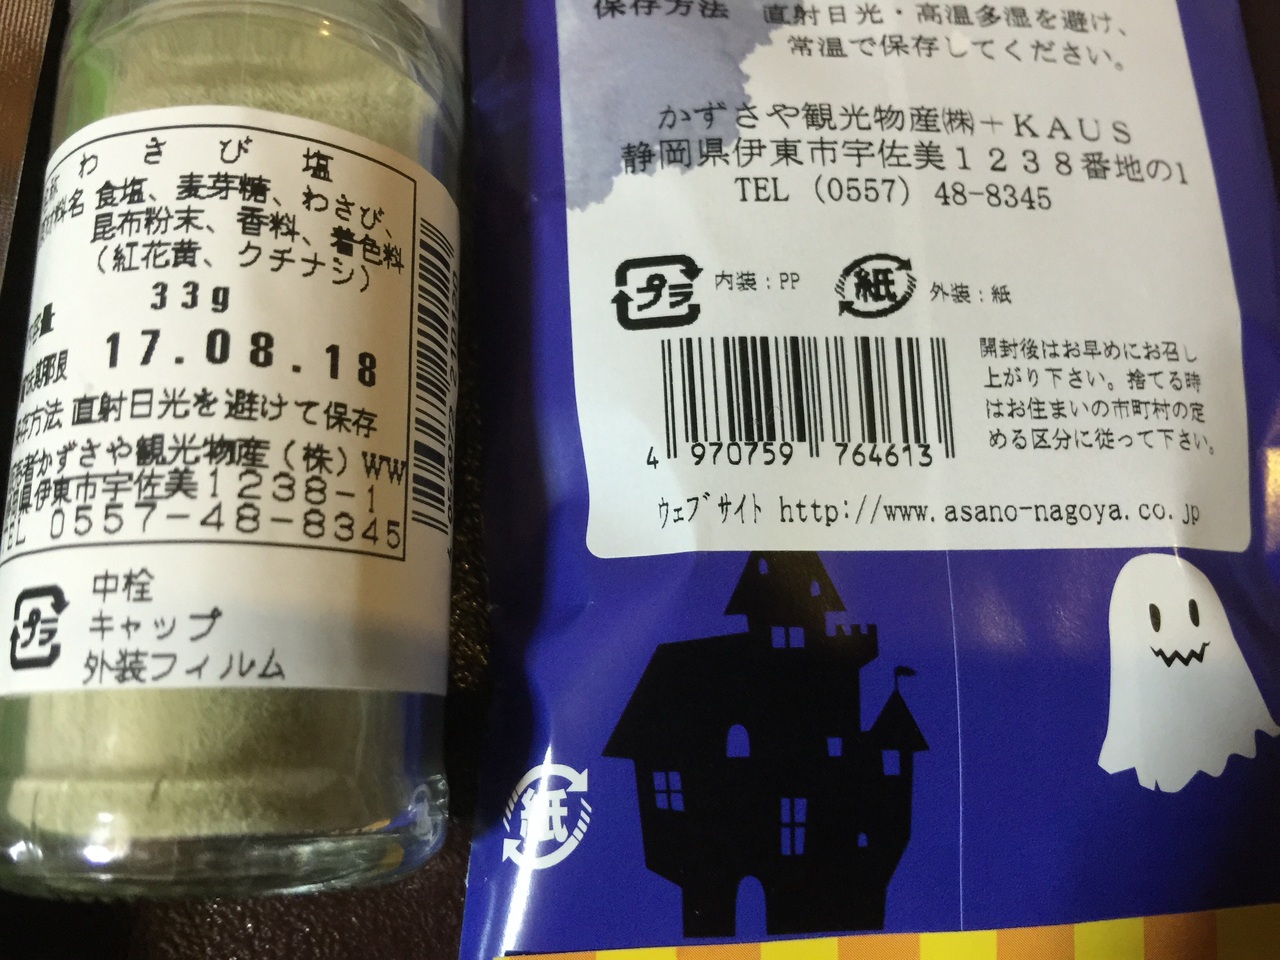 わさび塩
食塩、麦芽糖、わさび、
昆布粉末、香料、着色料
（紅花黄、クチナシ）
33g
17.08.18
保存方法 直射日光を避けて保存
かずさや観光物産（株）WW
県伊東市宇佐美1238-1
TEL 0557-48-8345
プラ
中栓
キャップ
外装フィルム
保存方法 直射日光・高温多湿を避け、
常温で保存してください。
かずさや観光物産㈱+KAUS
静岡県伊東市宇佐美1238番地の1
TEL (0557) 48-8345
プラ 内装：PP 紙 外装：紙
4 970759 764613
開封後はお早めにお召し
上がり下さい。捨てる時
はお住まいの市町村の定
める区分に従って下さい。
ウェブサイト http://www.asano-nagoya.co.jp
紙